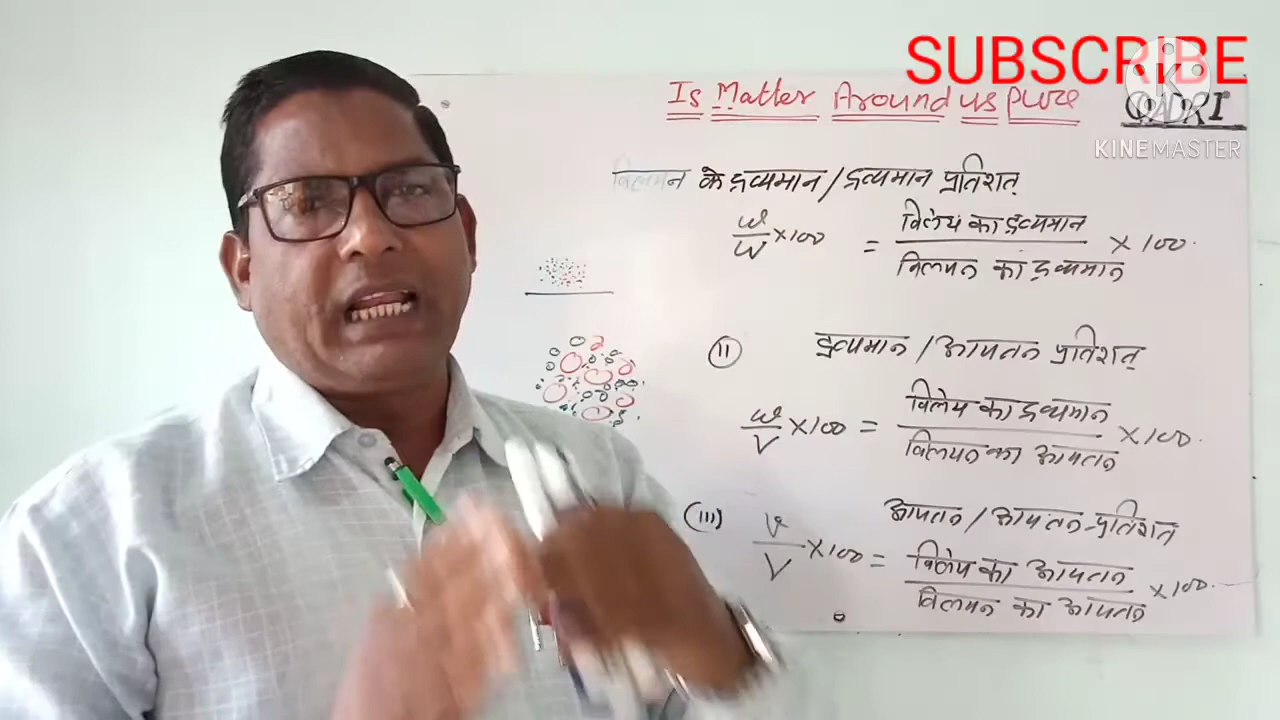 SUBSCRIBE
Is Matter Around us pure
QADRI
K
KINEMASTER
विलयन के द्रव्यमान / द्रव्यमान प्रतिशत्
w/W ×100 = विलेय का द्रव्यमान / विलयन का द्रव्यमान × 100.
(II) द्रव्यमान / आयतन प्रतिशत्
w/V ×100 = विलेय का द्रव्यमान / विलयन का आयतन ×100.
(III) आयतन / आयतन प्रतिशत
v/V ×100 = विलेय का आयतन / विलयन का आयतन ×100.